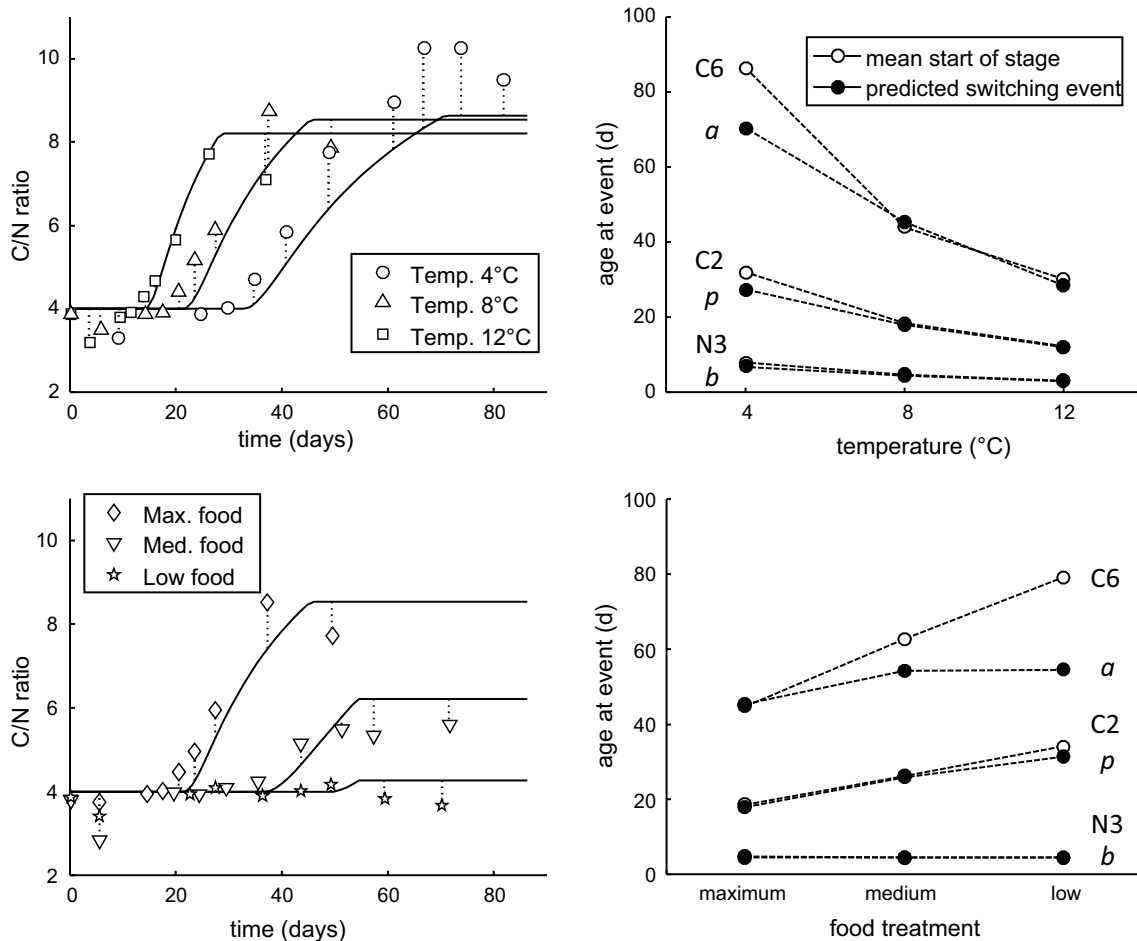 C/N ratio
10
8
6
4
2
Temp. 4°C
Temp. 8°C
Temp. 12°C
0
20
40
60
80
time (days)
age at event (d)
100
80
60
40
20
0
mean start of stage
predicted switching event
C6
a
C2
p
N3
b
4
8
12
temperature (°C)
C/N ratio
10
8
6
4
2
Max. food
Med. food
Low food
0
20
40
60
80
time (days)
age at event (d)
100
80
60
40
20
0
C6
a
C2
p
N3
b
maximum
medium
low
food treatment